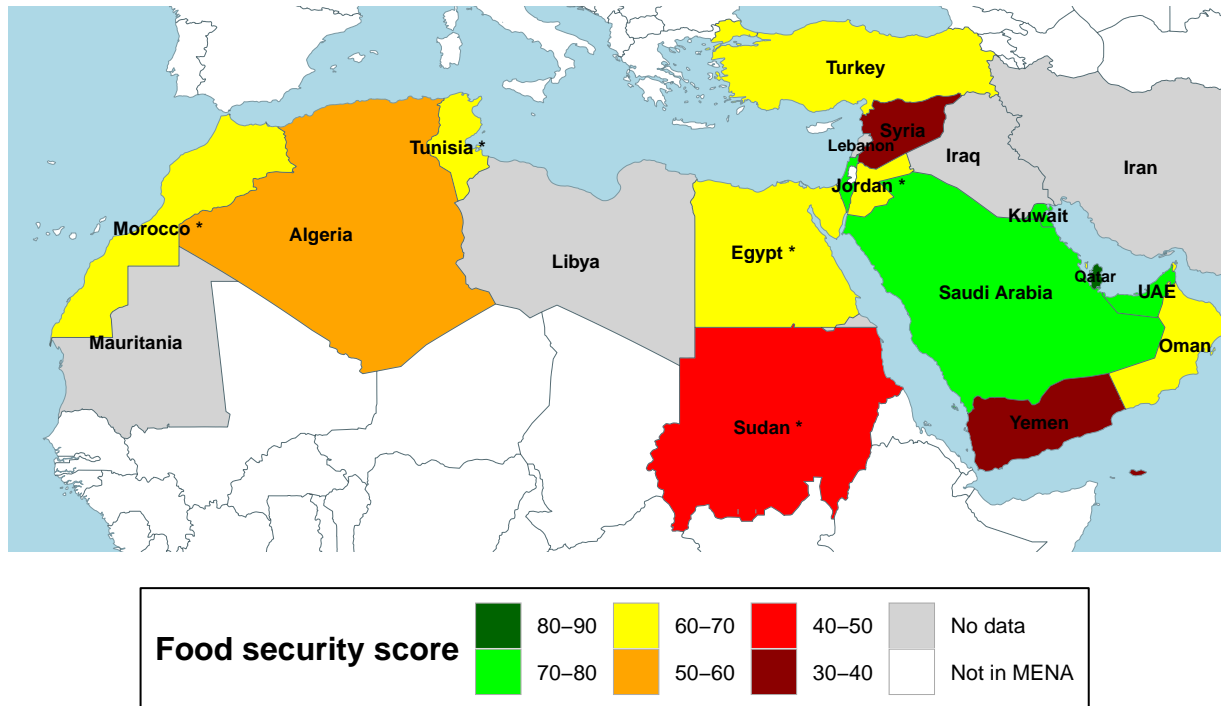 Turkey
Syria
Tunisia *
Lebanon
Iraq
Iran
Jordan *
Morocco *
Algeria
Kuwait
Egypt *
Libya
Qatar
Saudi Arabia
UAE
Mauritania
Oman
Sudan *
Yemen
Food security score
80–90
60–70
40–50
No data
70–80
50–60
30–40
Not in MENA